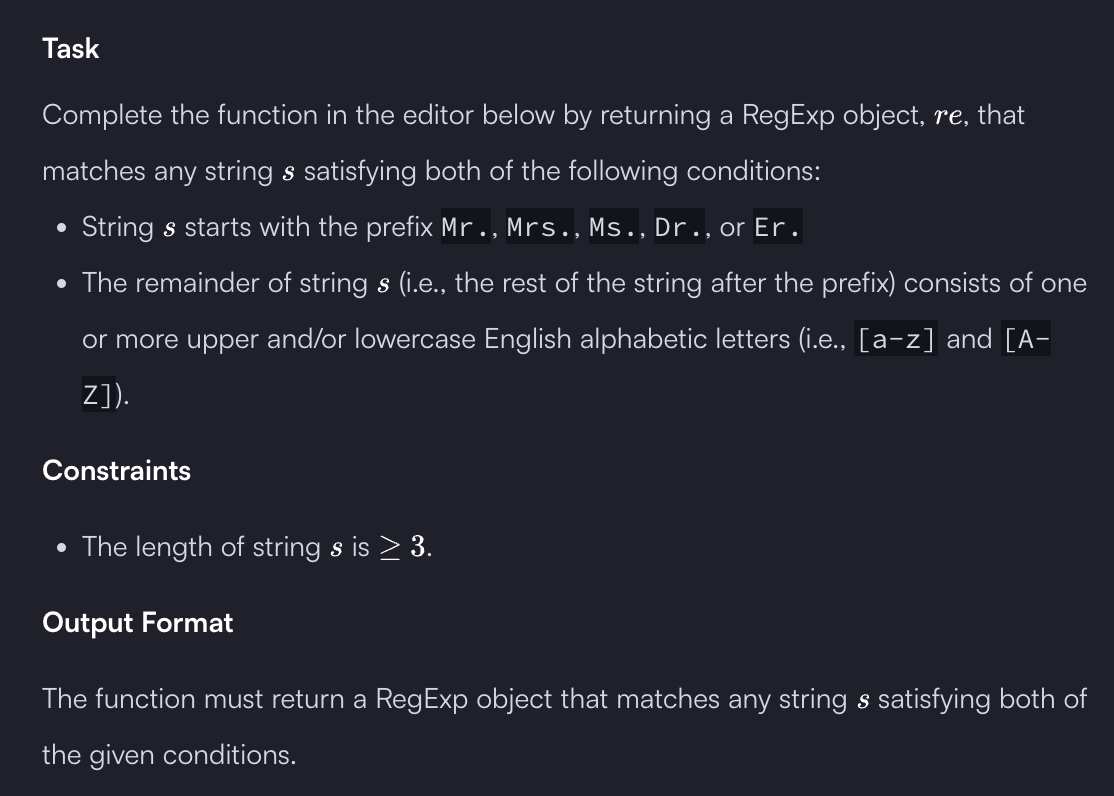 Task
Complete the function in the editor below by returning a RegExp object, re, that
matches any string s satisfying both of the following conditions:
• String s starts with the prefix Mr., Mrs., Ms., Dr., or Er.
• The remainder of string s (i.e., the rest of the string after the prefix) consists of one
or more upper and/or lowercase English alphabetic letters (i.e., [a-z] and [A-
Z]).
Constraints
• The length of string s is ≥ 3.
Output Format
The function must return a RegExp object that matches any string s satisfying both of
the given conditions.